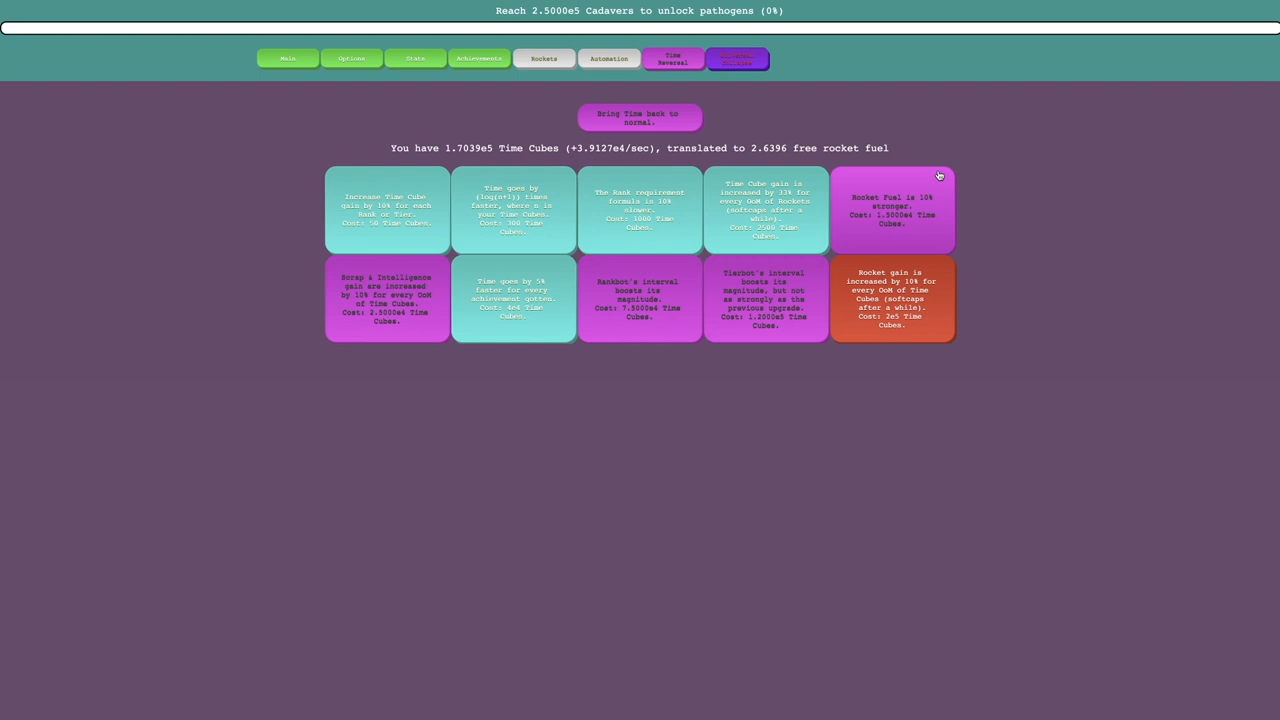 Reach 2.5000e5 Cadavers to unlock pathogens (0%)
Main
Options
Stats
Achievements
Rockets
Automation
Time
Reversal
Universal
Collapse
Bring Time back to
normal.
You have 1.7039e5 Time Cubes (+3.9127e4/sec), translated to 2.6396 free rocket fuel
Increase Time Cube
gain by 10% for each
Rank or Tier.
Cost: 50 Time Cubes.
Time goes by
(log(n+1)) times
faster, where n is
your Time Cubes.
Cost: 300 Time
Cubes.
The Rank requirement
formula is 10%
slower.
Cost: 1000 Time
Cubes.
Time Cube gain is
increased by 33% for
every OoM of Rockets
(softcaps after a
while).
Cost: 2500 Time
Cubes.
Rocket Fuel is 10%
stronger.
Cost: 1.5000e4 Time
Cubes.
Scrap & Intelligence
gain are increased
by 10% for every OoM
of Time Cubes.
Cost: 2.5000e4 Time
Cubes.
Time goes by 5%
faster for every
achievement gotten.
Cost: 4e4 Time
Cubes.
Rankbot's interval
boosts its
magnitude.
Cost: 7.5000e4 Time
Cubes.
Tierbot's interval
boosts its
magnitude, but not
as strongly as the
previous upgrade.
Cost: 1.2000e5 Time
Cubes.
Rocket gain is
increased by 10% for
every OoM of Time
Cubes (softcaps
after a while).
Cost: 2e5 Time
Cubes.